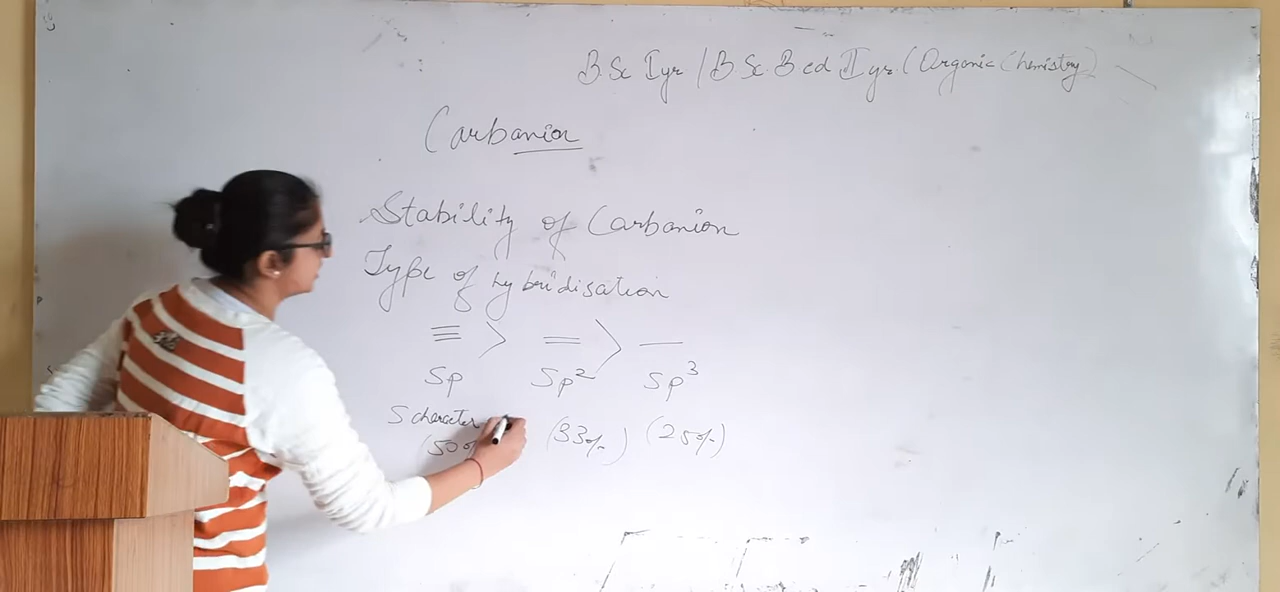 B.Sc I yr / B Sc. B ed II yr (Organic Chemistry)
Carbanion
Stability of Carbanion
Type of hybridisation
≡ > = > —
Sp Sp² Sp³
S character
(50% (33%) (25%)